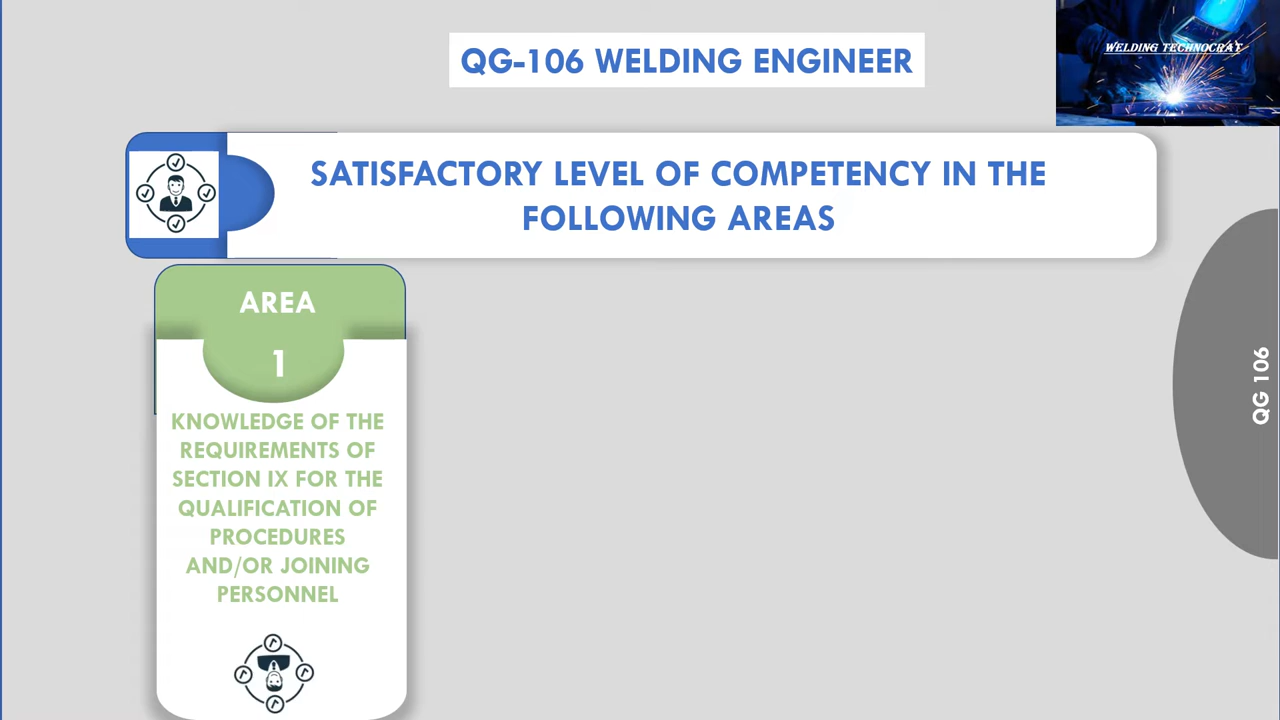 QG-106 WELDING ENGINEER
WELDING TECHNOCRAT
SATISFACTORY LEVEL OF COMPETENCY IN THE
FOLLOWING AREAS
AREA
1
KNOWLEDGE OF THE
REQUIREMENTS OF
SECTION IX FOR THE
QUALIFICATION OF
PROCEDURES
AND/OR JOINING
PERSONNEL
QG 106